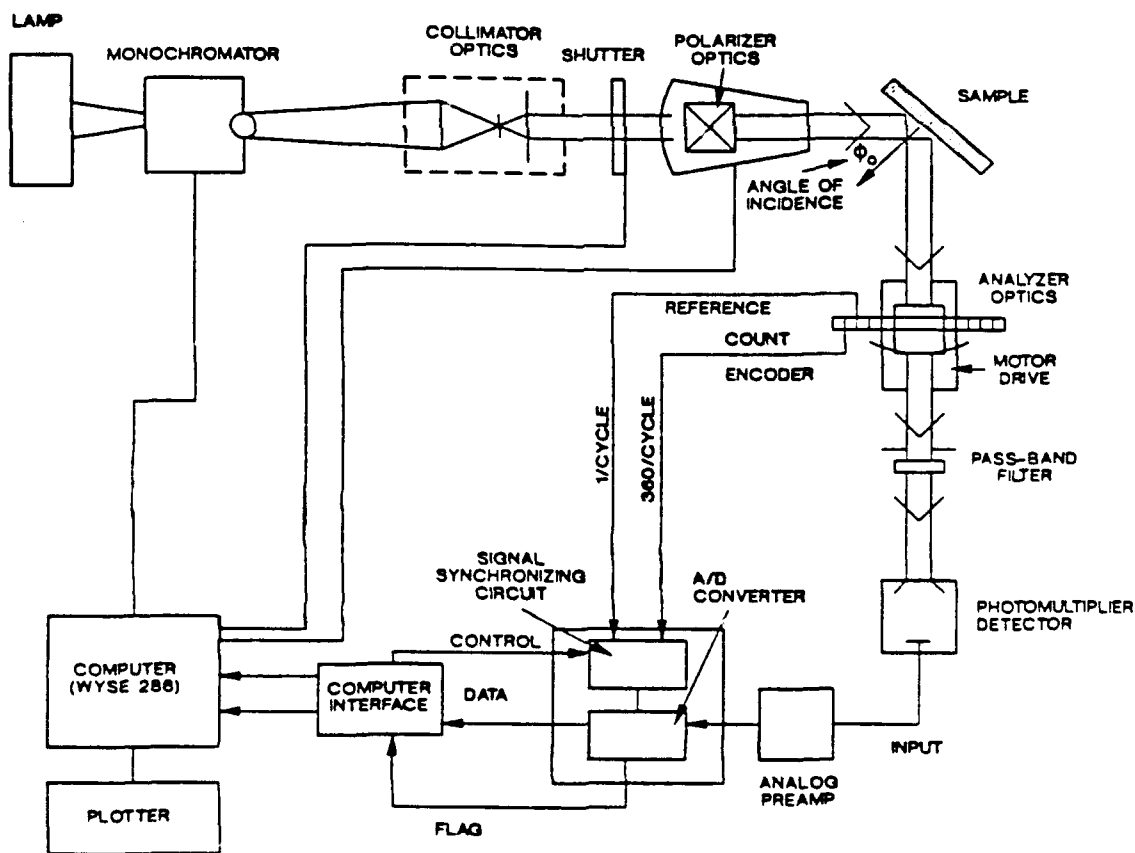 LAMP
MONOCHROMATOR
COLLIMATOR
OPTICS
SHUTTER
POLARIZER
OPTICS
SAMPLE
Φo
ANGLE OF
INCIDENCE
ANALYZER
OPTICS
REFERENCE
COUNT
ENCODER
MOTOR
DRIVE
1/CYCLE
360/CYCLE
PASS-BAND
FILTER
SIGNAL
SYNCHRONIZING
CIRCUIT
A/D
CONVERTER
PHOTOMULTIPLIER
DETECTOR
CONTROL
COMPUTER
(WYSE 286)
COMPUTER
INTERFACE
DATA
INPUT
ANALOG
PREAMP
PLOTTER
FLAG